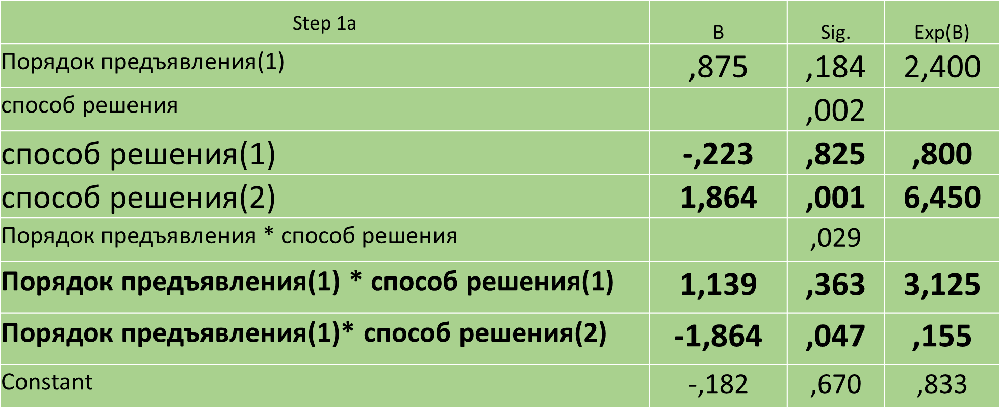 Step 1a B Sig. Exp(B)
Порядок предъявления(1) ,875 ,184 2,400
способ решения ,002
способ решения(1) -,223 ,825 ,800
способ решения(2) 1,864 ,001 6,450
Порядок предъявления * способ решения ,029
Порядок предъявления(1) * способ решения(1) 1,139 ,363 3,125
Порядок предъявления(1)* способ решения(2) -1,864 ,047 ,155
Constant -,182 ,670 ,833